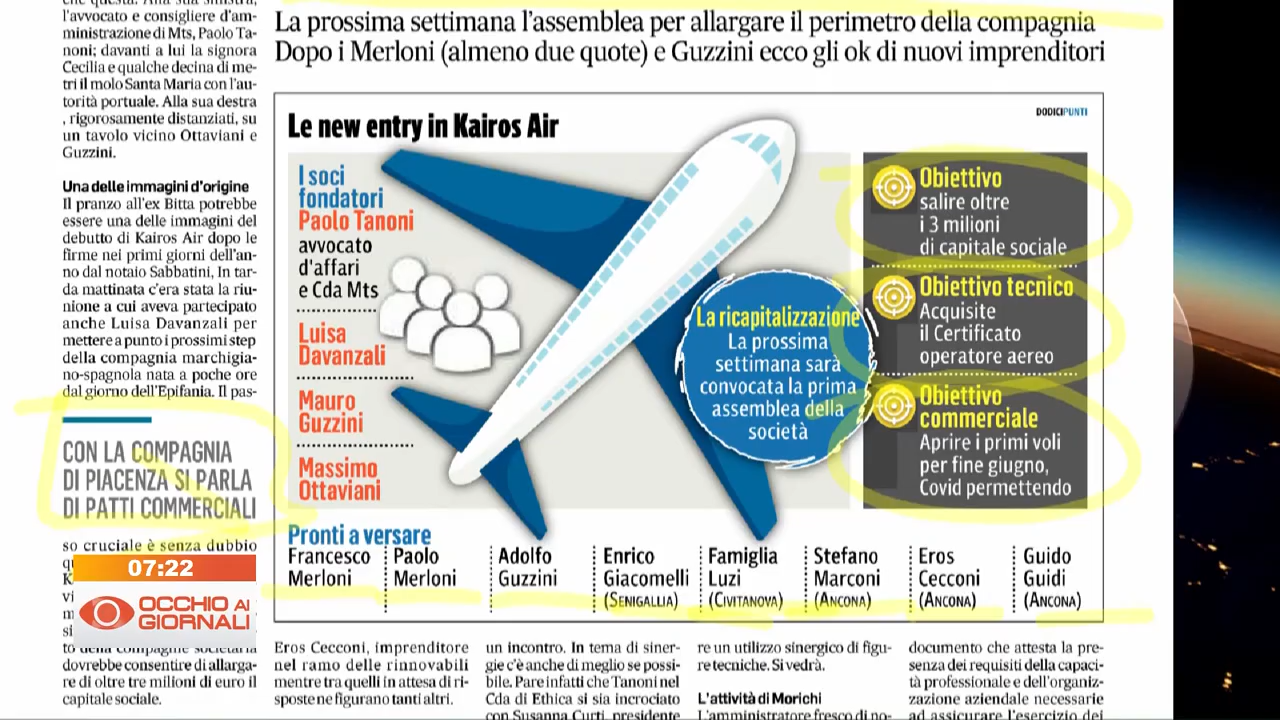 che questa. Alla sua sinistra,
l'avvocato e consigliere d'am-
ministrazione di Mts, Paolo Ta-
noni; davanti a lui la signora
Cecilia e qualche decina di me-
tri il molo Santa Maria con l'au-
torità portuale. Alla sua destra
, rigorosamente distanziati, su
un tavolo vicino Ottaviani e
Guzzini.
Una delle immagini d'origine
Il pranzo all'ex Bitta potrebbe
essere una delle immagini del
debutto di Kairos Air dopo le
firme nei primi giorni dell'an-
no dal notaio Sabbatini, In tar-
da mattinata c'era stata la riu-
nione a cui aveva partecipato
anche Luisa Davanzali per
mettere a punto i prossimi step
della compagnia marchigia-
no-spagnola nata a poche ore
dal giorno dell'Epifania. Il pas-
CON LA COMPAGNIA
DI PIACENZA SI PARLA
DI PATTI COMMERCIALI
so cruciale è senza dubbio
07:22
OCCHIO AI
GIORNALI
to della compagine societaria
dovrebbe consentire di allarga-
re di oltre tre milioni di euro il
capitale sociale.
La prossima settimana l'assemblea per allargare il perimetro della compagnia
Dopo i Merloni (almeno due quote) e Guzzini ecco gli ok di nuovi imprenditori
DODICIPUNTI
Le new entry in Kairos Air
I soci
fondatori
Paolo Tanoni
avvocato
d'affari
e Cda Mts
Luisa
Davanzali
Mauro
Guzzini
Massimo
Ottaviani
La ricapitalizzazione
La prossima
settimana sarà
convocata la prima
assemblea della
società
Obiettivo
salire oltre
i 3 milioni
di capitale sociale
Obiettivo tecnico
Acquisite
il Certificato
operatore aereo
Obiettivo
commerciale
Aprire i primi voli
per fine giugno,
Covid permettendo
Pronti a versare
Francesco
Merloni
Paolo
Merloni
Adolfo
Guzzini
Enrico
Giacomelli
(SENIGALLIA)
Famiglia
Luzi
(CIVITANOVA)
Stefano
Marconi
(ANCONA)
Eros
Cecconi
(ANCONA)
Guido
Guidi
(ANCONA)
Eros Cecconi, imprenditore
nel ramo delle rinnovabili
mentre tra quelli in attesa di ri-
sposte ne figurano tanti altri.
un incontro. In tema di siner-
gie c'è anche di meglio se possi-
bile. Pare infatti che Tanoni nel
Cda di Ethica si sia incrociato
con Susanna Curti, presidente
re un utilizzo sinergico di figu-
re tecniche. Si vedrà.
L'attività di Morichi
L'amministratore fresco di no-
documento che attesta la pre-
senza dei requisiti della capaci-
tà professionale e dell'organiz-
zazione aziendale necessarie
ad assicurare l'esercizio dei